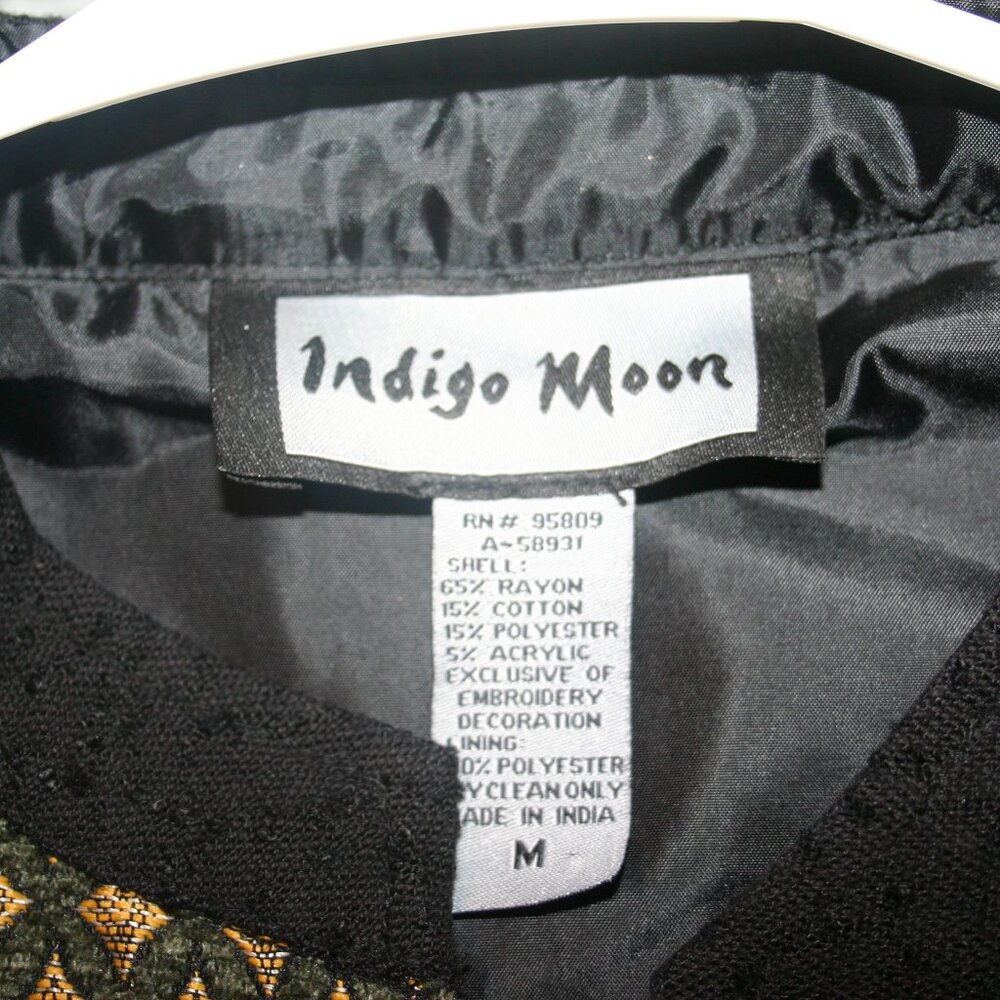 Indigo Moon
RN# 95809
A-58931
SHELL:
65% RAYON
15% COTTON
15% POLYESTER
5% ACRYLIC
EXCLUSIVE OF
EMBROIDERY
DECORATION
LINING:
0% POLYESTER
Y CLEAN ONLY
ADE IN INDIA
M